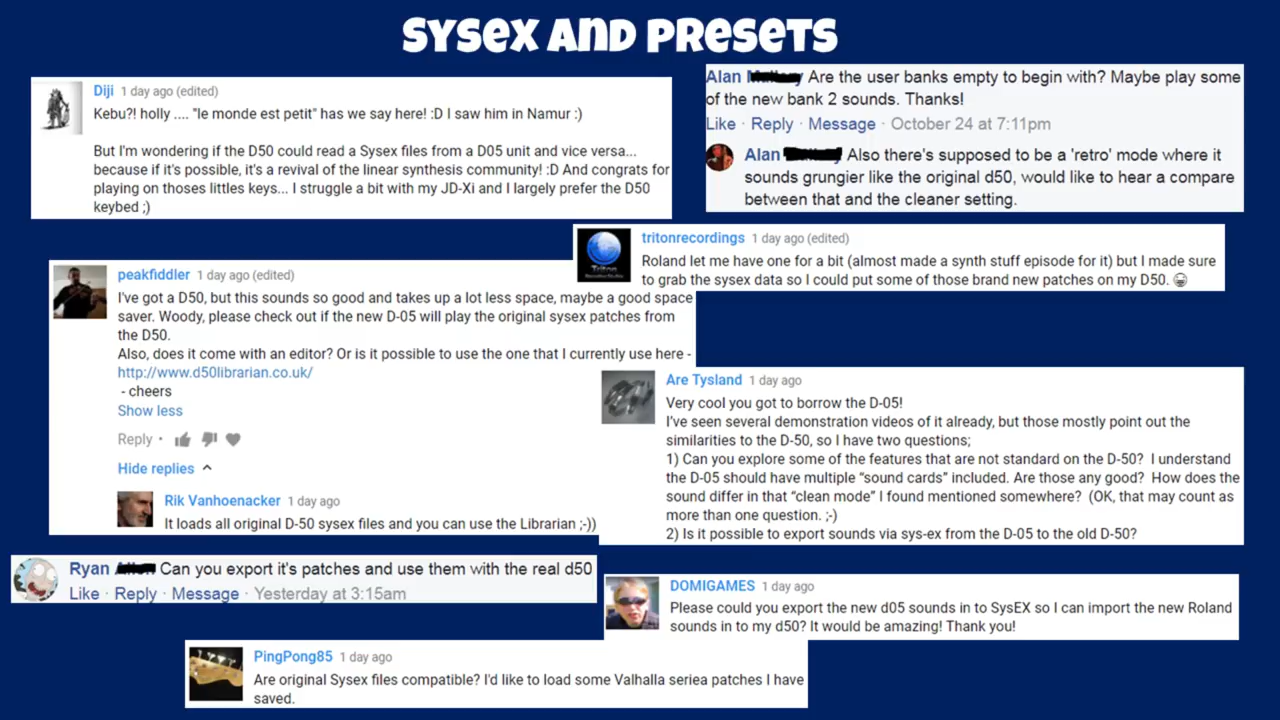 SYSEX AND PRESETS
Diji 1 day ago (edited)
Kebu?! holly .... "le monde est petit" has we say here! :D I saw him in Namur :)
But I'm wondering if the D50 could read a Sysex files from a D05 unit and vice versa...
because if it's possible, it's a revival of the linear synthesis community! :D And congrats for
playing on thoses littles keys... I struggle a bit with my JD-Xi and I largely prefer the D50
keybed ;)
Alan Are the user banks empty to begin with? Maybe play some
of the new bank 2 sounds. Thanks!
Like · Reply · Message · October 24 at 7:11pm
Alan Also there's supposed to be a 'retro' mode where it
sounds grungier like the original d50, would like to hear a compare
between that and the cleaner setting.
Triton
tritonrecordings 1 day ago (edited)
Roland let me have one for a bit (almost made a synth stuff episode for it) but I made sure
to grab the sysex data so I could put some of those brand new patches on my D50. 😁
peakfiddler 1 day ago (edited)
I've got a D50, but this sounds so good and takes up a lot less space, maybe a good space
saver. Woody, please check out if the new D-05 will play the original sysex patches from
the D50.
Also, does it come with an editor? Or is it possible to use the one that I currently use here -
http://www.d50librarian.co.uk/
- cheers
Show less
Reply •
Hide replies
Rik Vanhoenacker 1 day ago
It loads all original D-50 sysex files and you can use the Librarian ;-))
Are Tysland 1 day ago
Very cool you got to borrow the D-05!
I've seen several demonstration videos of it already, but those mostly point out the
similarities to the D-50, so I have two questions;
1) Can you explore some of the features that are not standard on the D-50? I understand
the D-05 should have multiple “sound cards” included. Are those any good? How does the
sound differ in that “clean mode” I found mentioned somewhere? (OK, that may count as
more than one question. ;-)
2) Is it possible to export sounds via sys-ex from the D-05 to the old D-50?
Ryan Can you export it's patches and use them with the real d50
Like · Reply · Message · Yesterday at 3:15am
DOMIGAMES 1 day ago
Please could you export the new d05 sounds in to SysEX so I can import the new Roland
sounds in to my d50? It would be amazing! Thank you!
PingPong85 1 day ago
Are original Sysex files compatible? I'd like to load some Valhalla seriea patches I have
saved.